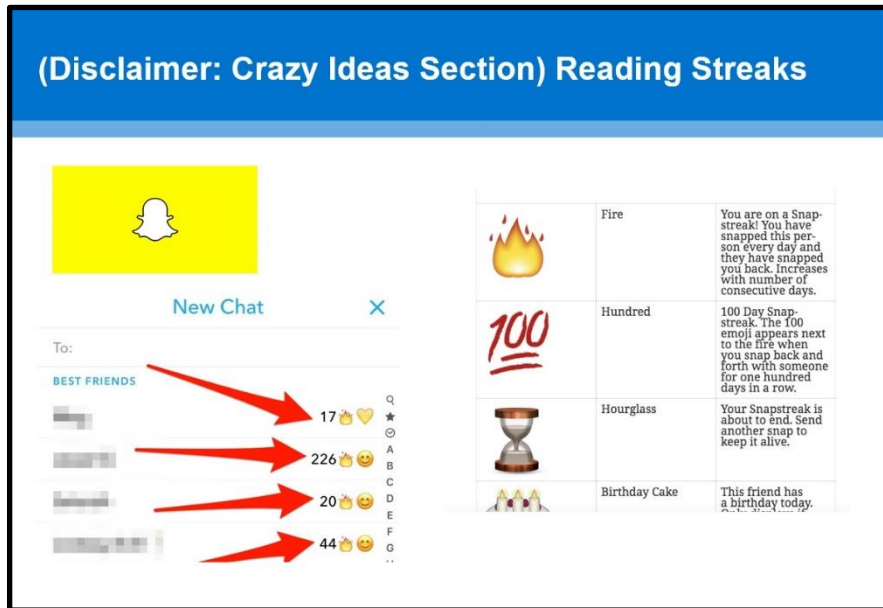 (Disclaimer: Crazy Ideas Section) Reading Streaks
New Chat
To:
BEST FRIENDS
17🔥💛
226🔥😊
20🔥😊
44🔥😊
A
B
C
D
E
F
G
Fire
You are on a Snap-
streak! You have
snapped this per-
son every day and
they have snapped
you back. Increases
with number of
consecutive days.
100
Hundred
100 Day Snap-
streak. The 100
emoji appears next
to the fire when
you snap back and
forth with someone
for one hundred
days in a row.
Hourglass
Your Snapstreak is
about to end. Send
another snap to
keep it alive.
Birthday Cake
This friend has
a birthday today.